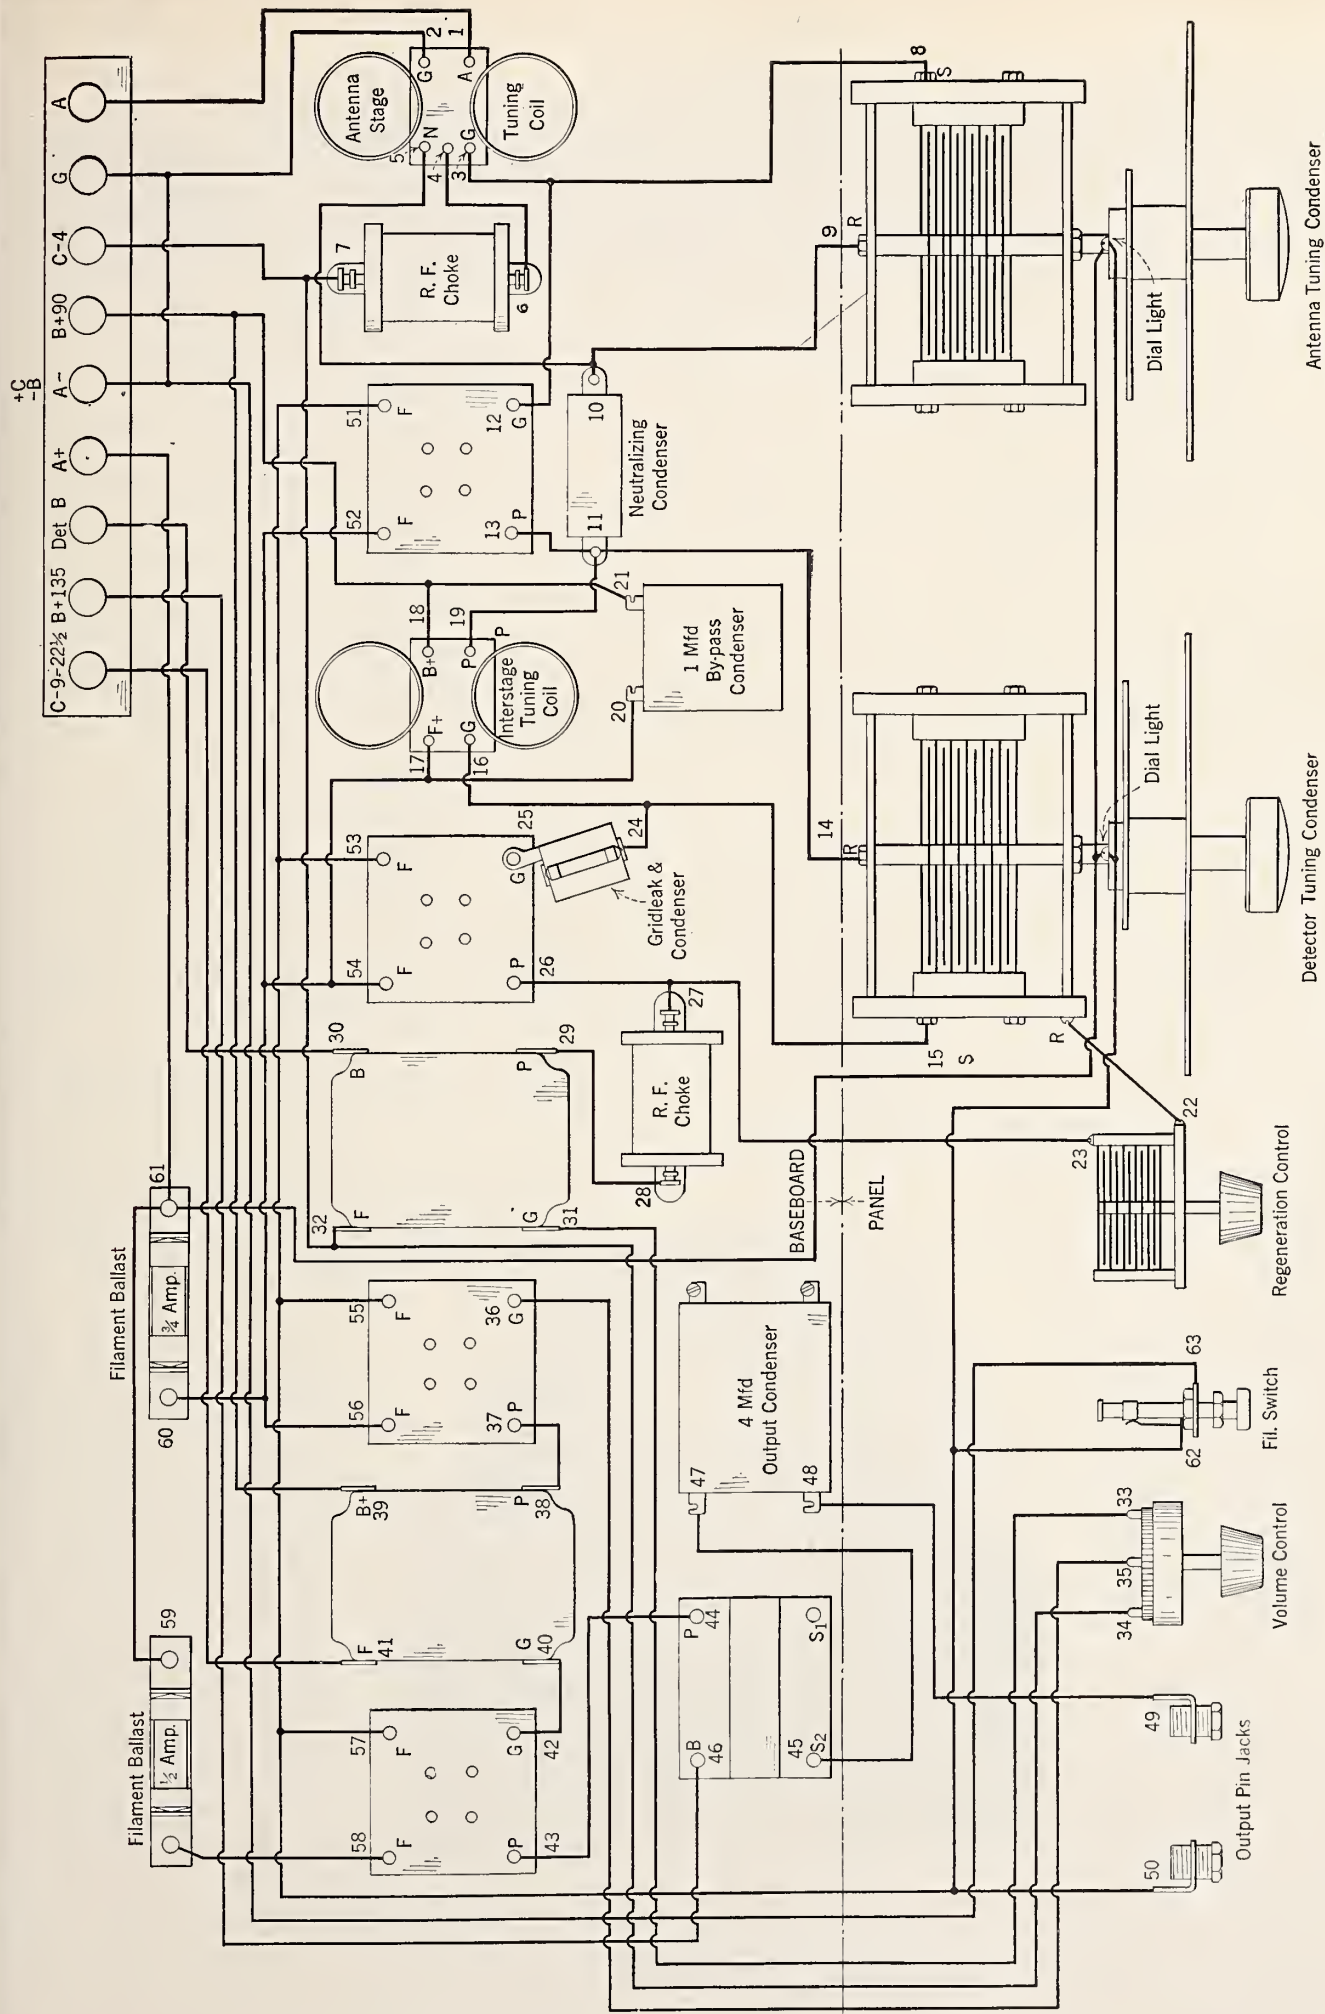 +C
-B
C-9-22½
B+135
Det B
A+
A-
B+90
C-4
G
A
Filament Ballast
½ Amp.
59
Filament Ballast
¾ Amp.
60
61
Antenna
Stage
2
1
G
A
5
N
4
3
G
Tuning
Coil
7
R. F.
Choke
6
51
F
52
F
12
G
13
P
10
11
Neutralizing
Condenser
18
19
B+
P
P
F+
G
17
16
Interstage
Tuning
Coil
21
20
1 Mfd
By-pass
Condenser
53
F
54
F
25
G
24
P
26
Gridleak &
Condenser
30
B
29
P
32
F
31
G
27
R. F.
Choke
28
55
F
56
F
36
G
37
P
B+
39
P
38
F
41
G
40
57
F
58
F
G
42
P
43
4 Mfd
Output Condenser
47
48
P
44
S1
B
46
45
S2
BASEBOARD
PANEL
8
S
9
R
Dial Light
Antenna Tuning Condenser
14
R
15
S
R
Dial Light
Detector Tuning Condenser
22
23
Regeneration Control
63
62
Fil. Switch
33
35
34
Volume Control
49
50
Output Pin Jacks